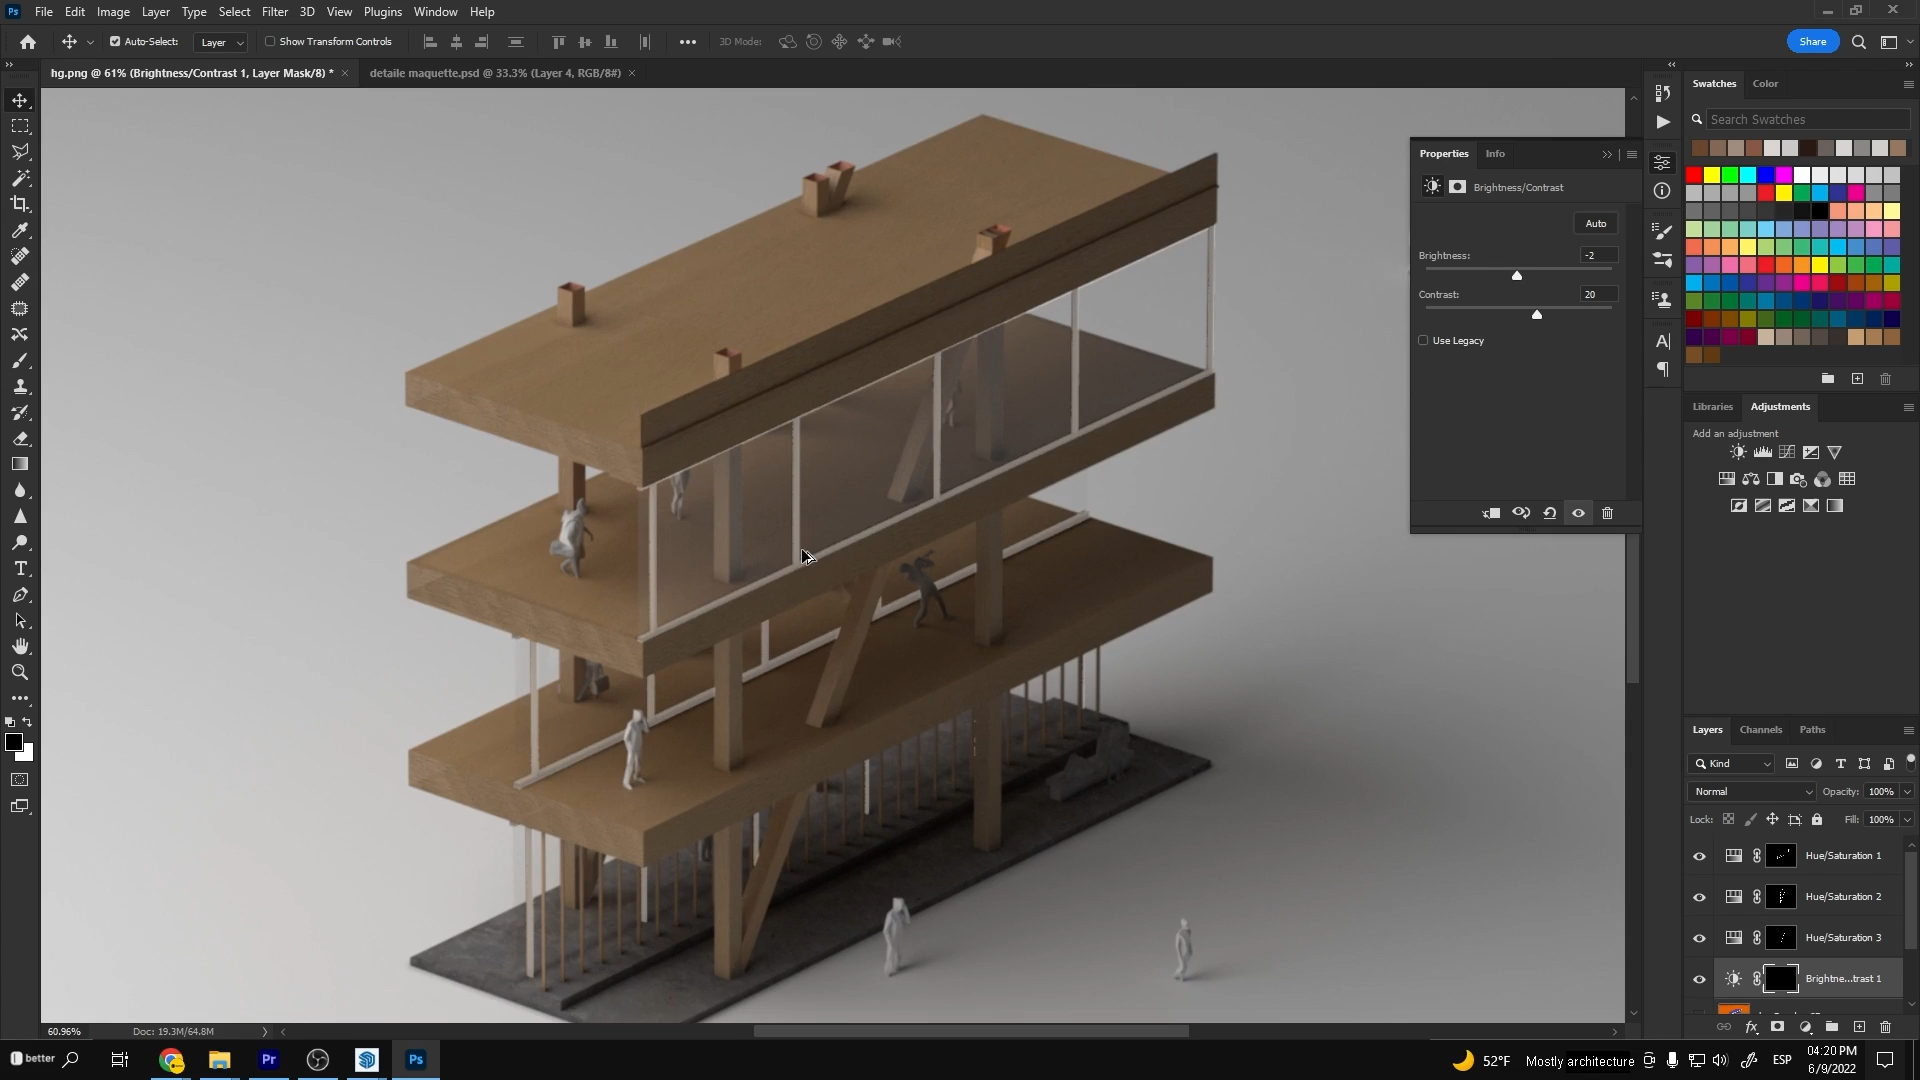 Ps File Edit Image Layer Type Select Filter 3D View Plugins Window Help
Auto-Select: Layer Show Transform Controls 3D Mode: Share
hg.png @ 61% (Brightness/Contrast 1, Layer Mask/8) * × detaile maquette.psd @ 33.3% (Layer 4, RGB/8#) ×
Swatches Color
Search Swatches
Properties Info
Brightness/Contrast
Auto
Brightness: -2
Contrast: 20
Use Legacy
Libraries Adjustments
Add an adjustment
Layers Channels Paths
Kind
Normal Opacity: 100%
Lock: Fill: 100%
Hue/Saturation 1
Hue/Saturation 2
Hue/Saturation 3
Brightne...trast 1
60.96% Doc: 19.3M/64.8M
better
Pr Ps
52°F Mostly architecture ESP
04:20 PM
6/9/2022